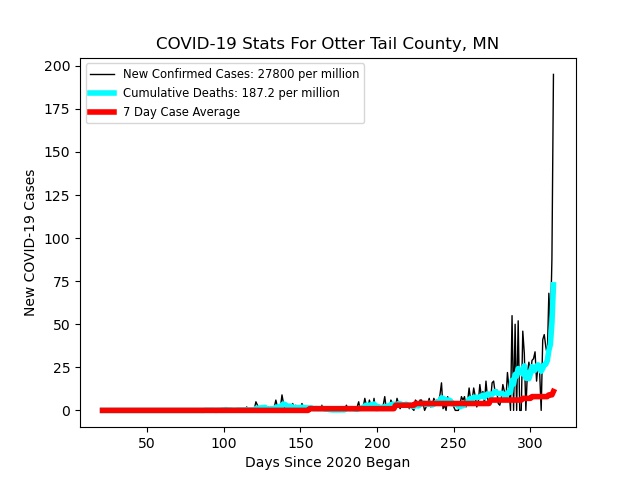 COVID-19 Stats For Otter Tail County, MN
New Confirmed Cases: 27800 per million
Cumulative Deaths: 187.2 per million
7 Day Case Average
New COVID-19 Cases
200
175
150
125
100
75
50
25
0
50
100
150
200
250
300
Days Since 2020 Began